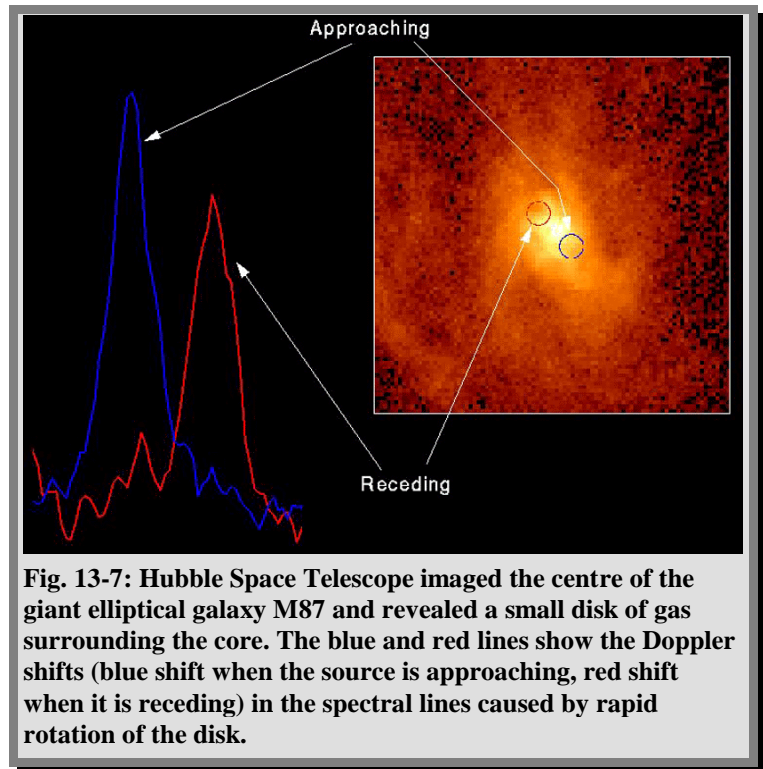 Approaching
Receding
Fig. 13-7: Hubble Space Telescope imaged the centre of the
giant elliptical galaxy M87 and revealed a small disk of gas
surrounding the core. The blue and red lines show the Doppler
shifts (blue shift when the source is approaching, red shift
when it is receding) in the spectral lines caused by rapid
rotation of the disk.